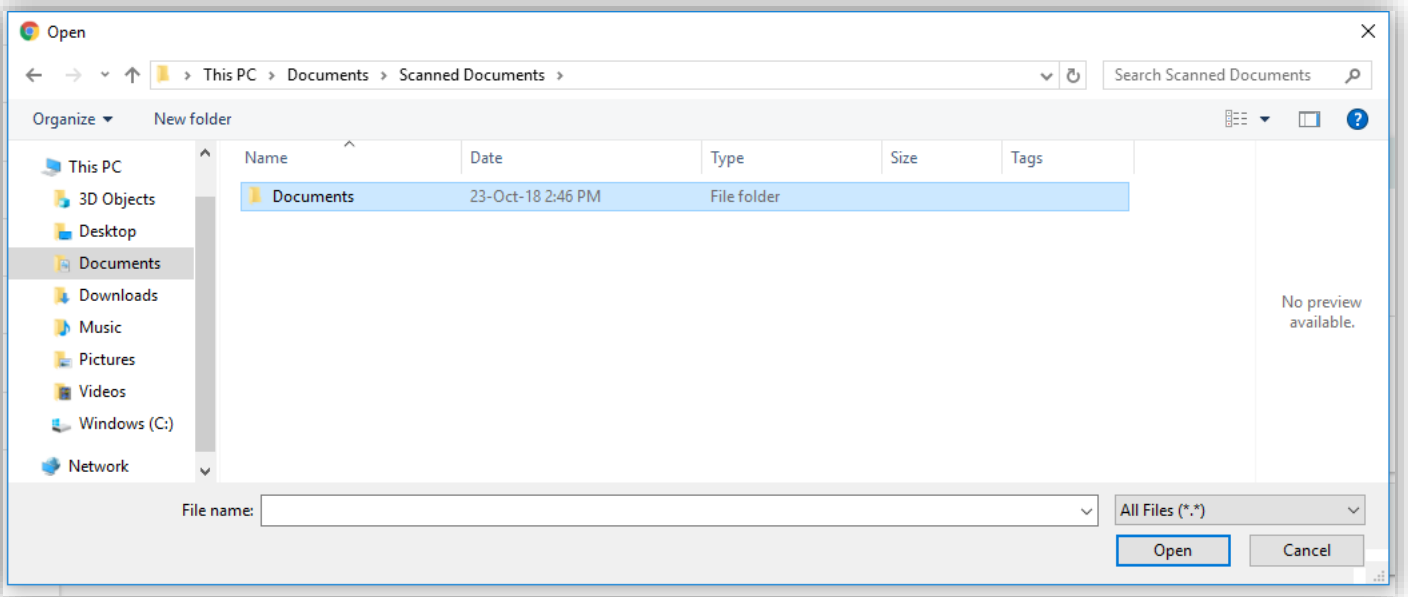 Open
This PC > Documents > Scanned Documents >
Search Scanned Documents
Organize
New folder
?
This PC
3D Objects
Desktop
Documents
Downloads
Music
Pictures
Videos
Windows (C:)
Network
Name Date Type Size Tags
Documents 23-Oct-18 2:46 PM File folder
No preview
available.
File name:
All Files (*.*)
Open
Cancel